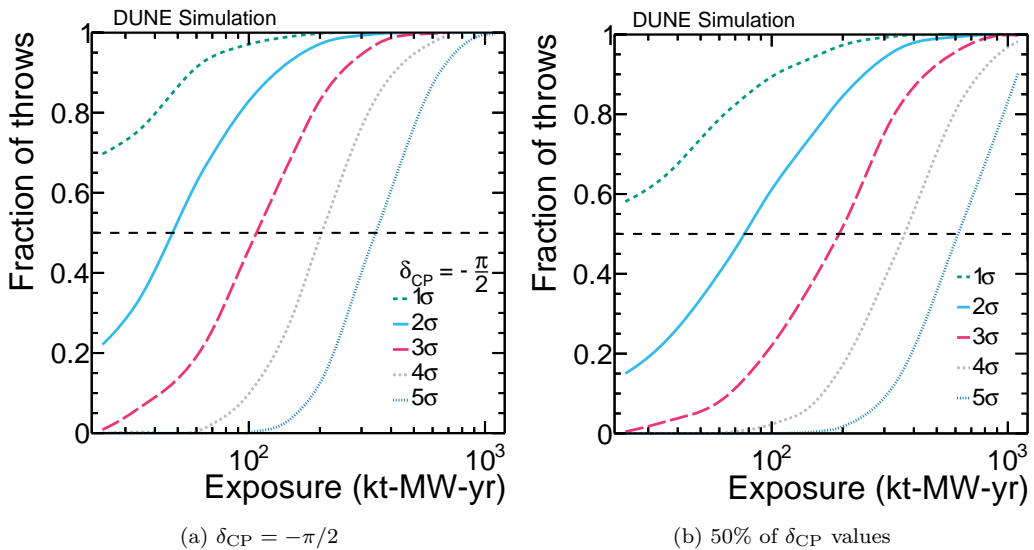 DUNE Simulation
Fraction of throws
1
0.8
0.6
0.4
0.2
0
δCP = - π/2
1σ
2σ
3σ
4σ
5σ
10²
10³
Exposure (kt-MW-yr)
(a) δCP = −π/2
DUNE Simulation
Fraction of throws
1
0.8
0.6
0.4
0.2
0
1σ
2σ
3σ
4σ
5σ
10²
10³
Exposure (kt-MW-yr)
(b) 50% of δCP values